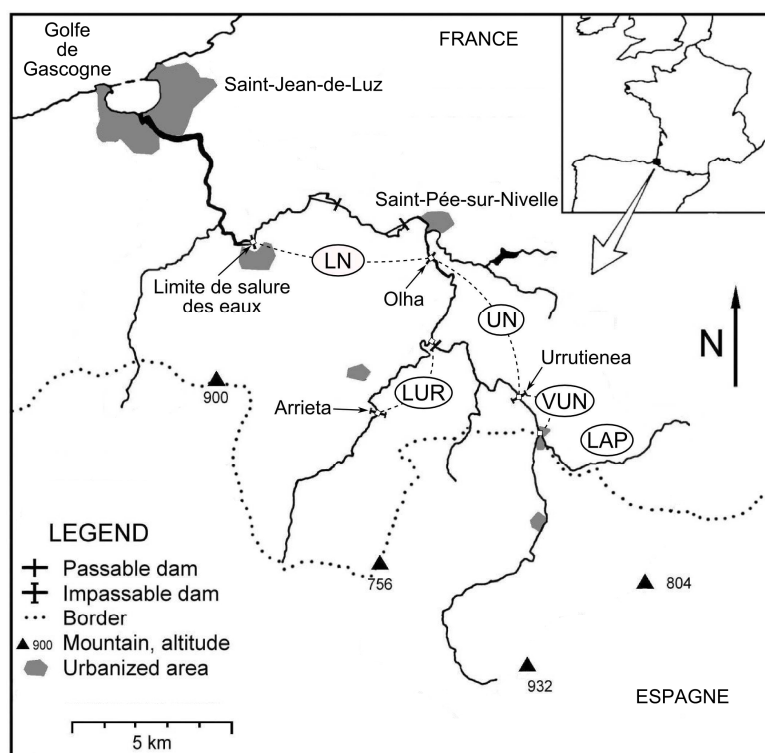 Golfe
de
Gascogne
FRANCE
Saint-Jean-de-Luz
Saint-Pée-sur-Nivelle
LN
Limite de salure
des eaux
Olha
UN
N
Urrutienea
900
LUR
VUN
Arrieta
LAP
LEGEND
Passable dam
Impassable dam
Border
900 Mountain, altitude
Urbanized area
756
804
932
ESPAGNE
5 km